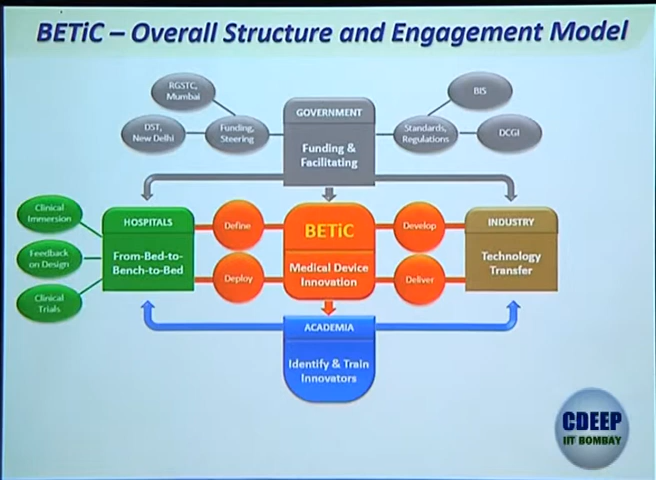 BETiC – Overall Structure and Engagement Model
RGSTC,
Mumbai
DST,
New Delhi
Funding,
Steering
GOVERNMENT
Funding &
Facilitating
Standards,
Regulations
BIS
DCGI
Clinical
Immersion
Feedback
on Design
Clinical
Trials
HOSPITALS
From-Bed-to-
Bench-to-Bed
Define
Deploy
BETiC
Medical Device
Innovation
Develop
Deliver
INDUSTRY
Technology
Transfer
ACADEMIA
Identify & Train
Innovators
CDEEP
IIT BOMBAY